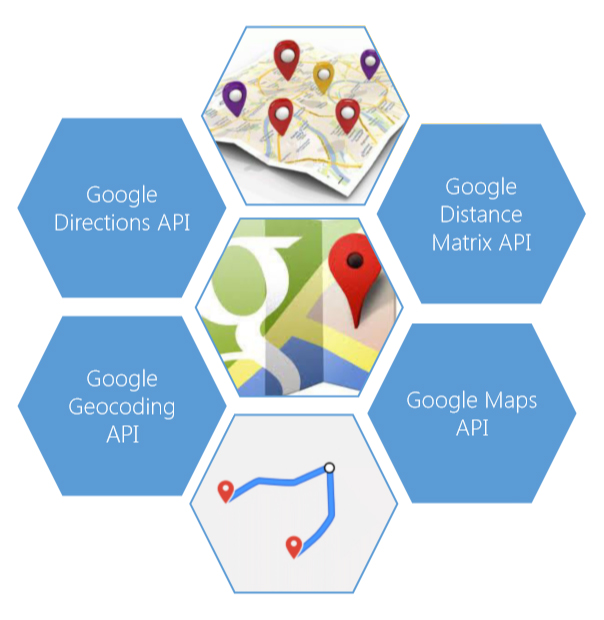 Google
Directions API
Google
Distance
Matrix API
g
Google
Geocoding
API
Google Maps
API